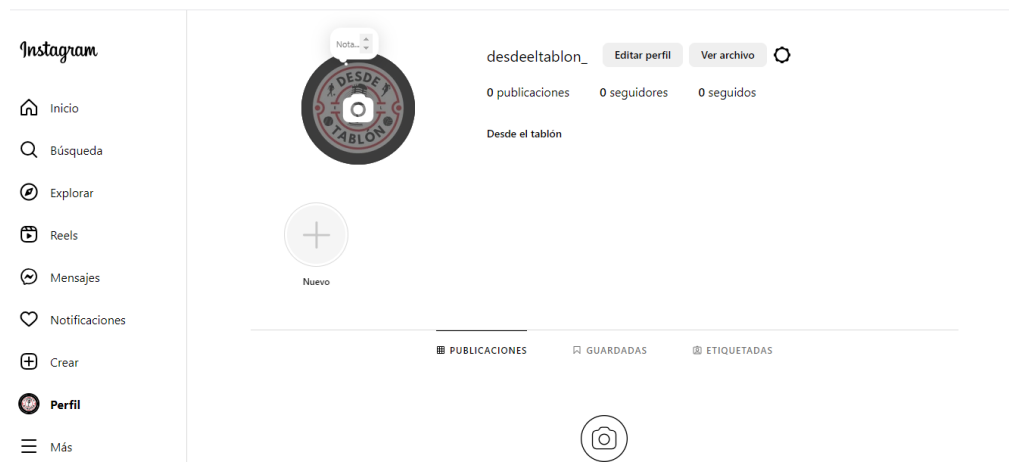 Instagram
Inicio
Búsqueda
Explorar
Reels
Mensajes
Notificaciones
Crear
Perfil
Más
Nota...
DESDE
TABLÓN
desdeeltablon_ Editar perfil Ver archivo
0 publicaciones 0 seguidores 0 seguidos
Desde el tablón
Nuevo
PUBLICACIONES GUARDADAS ETIQUETADAS